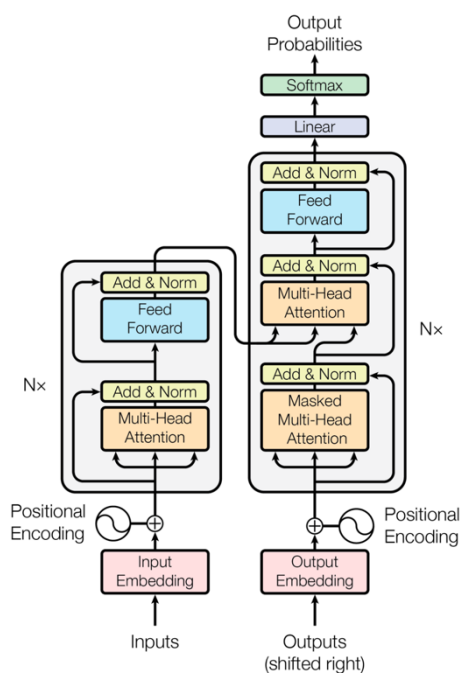 Output
Probabilities
Softmax
Linear
Add & Norm
Feed
Forward
Add & Norm
Multi-Head
Attention
Add & Norm
Masked
Multi-Head
Attention
N×
Positional
Encoding
Output
Embedding
Outputs
(shifted right)
Add & Norm
Feed
Forward
Add & Norm
Multi-Head
Attention
N×
Positional
Encoding
Input
Embedding
Inputs